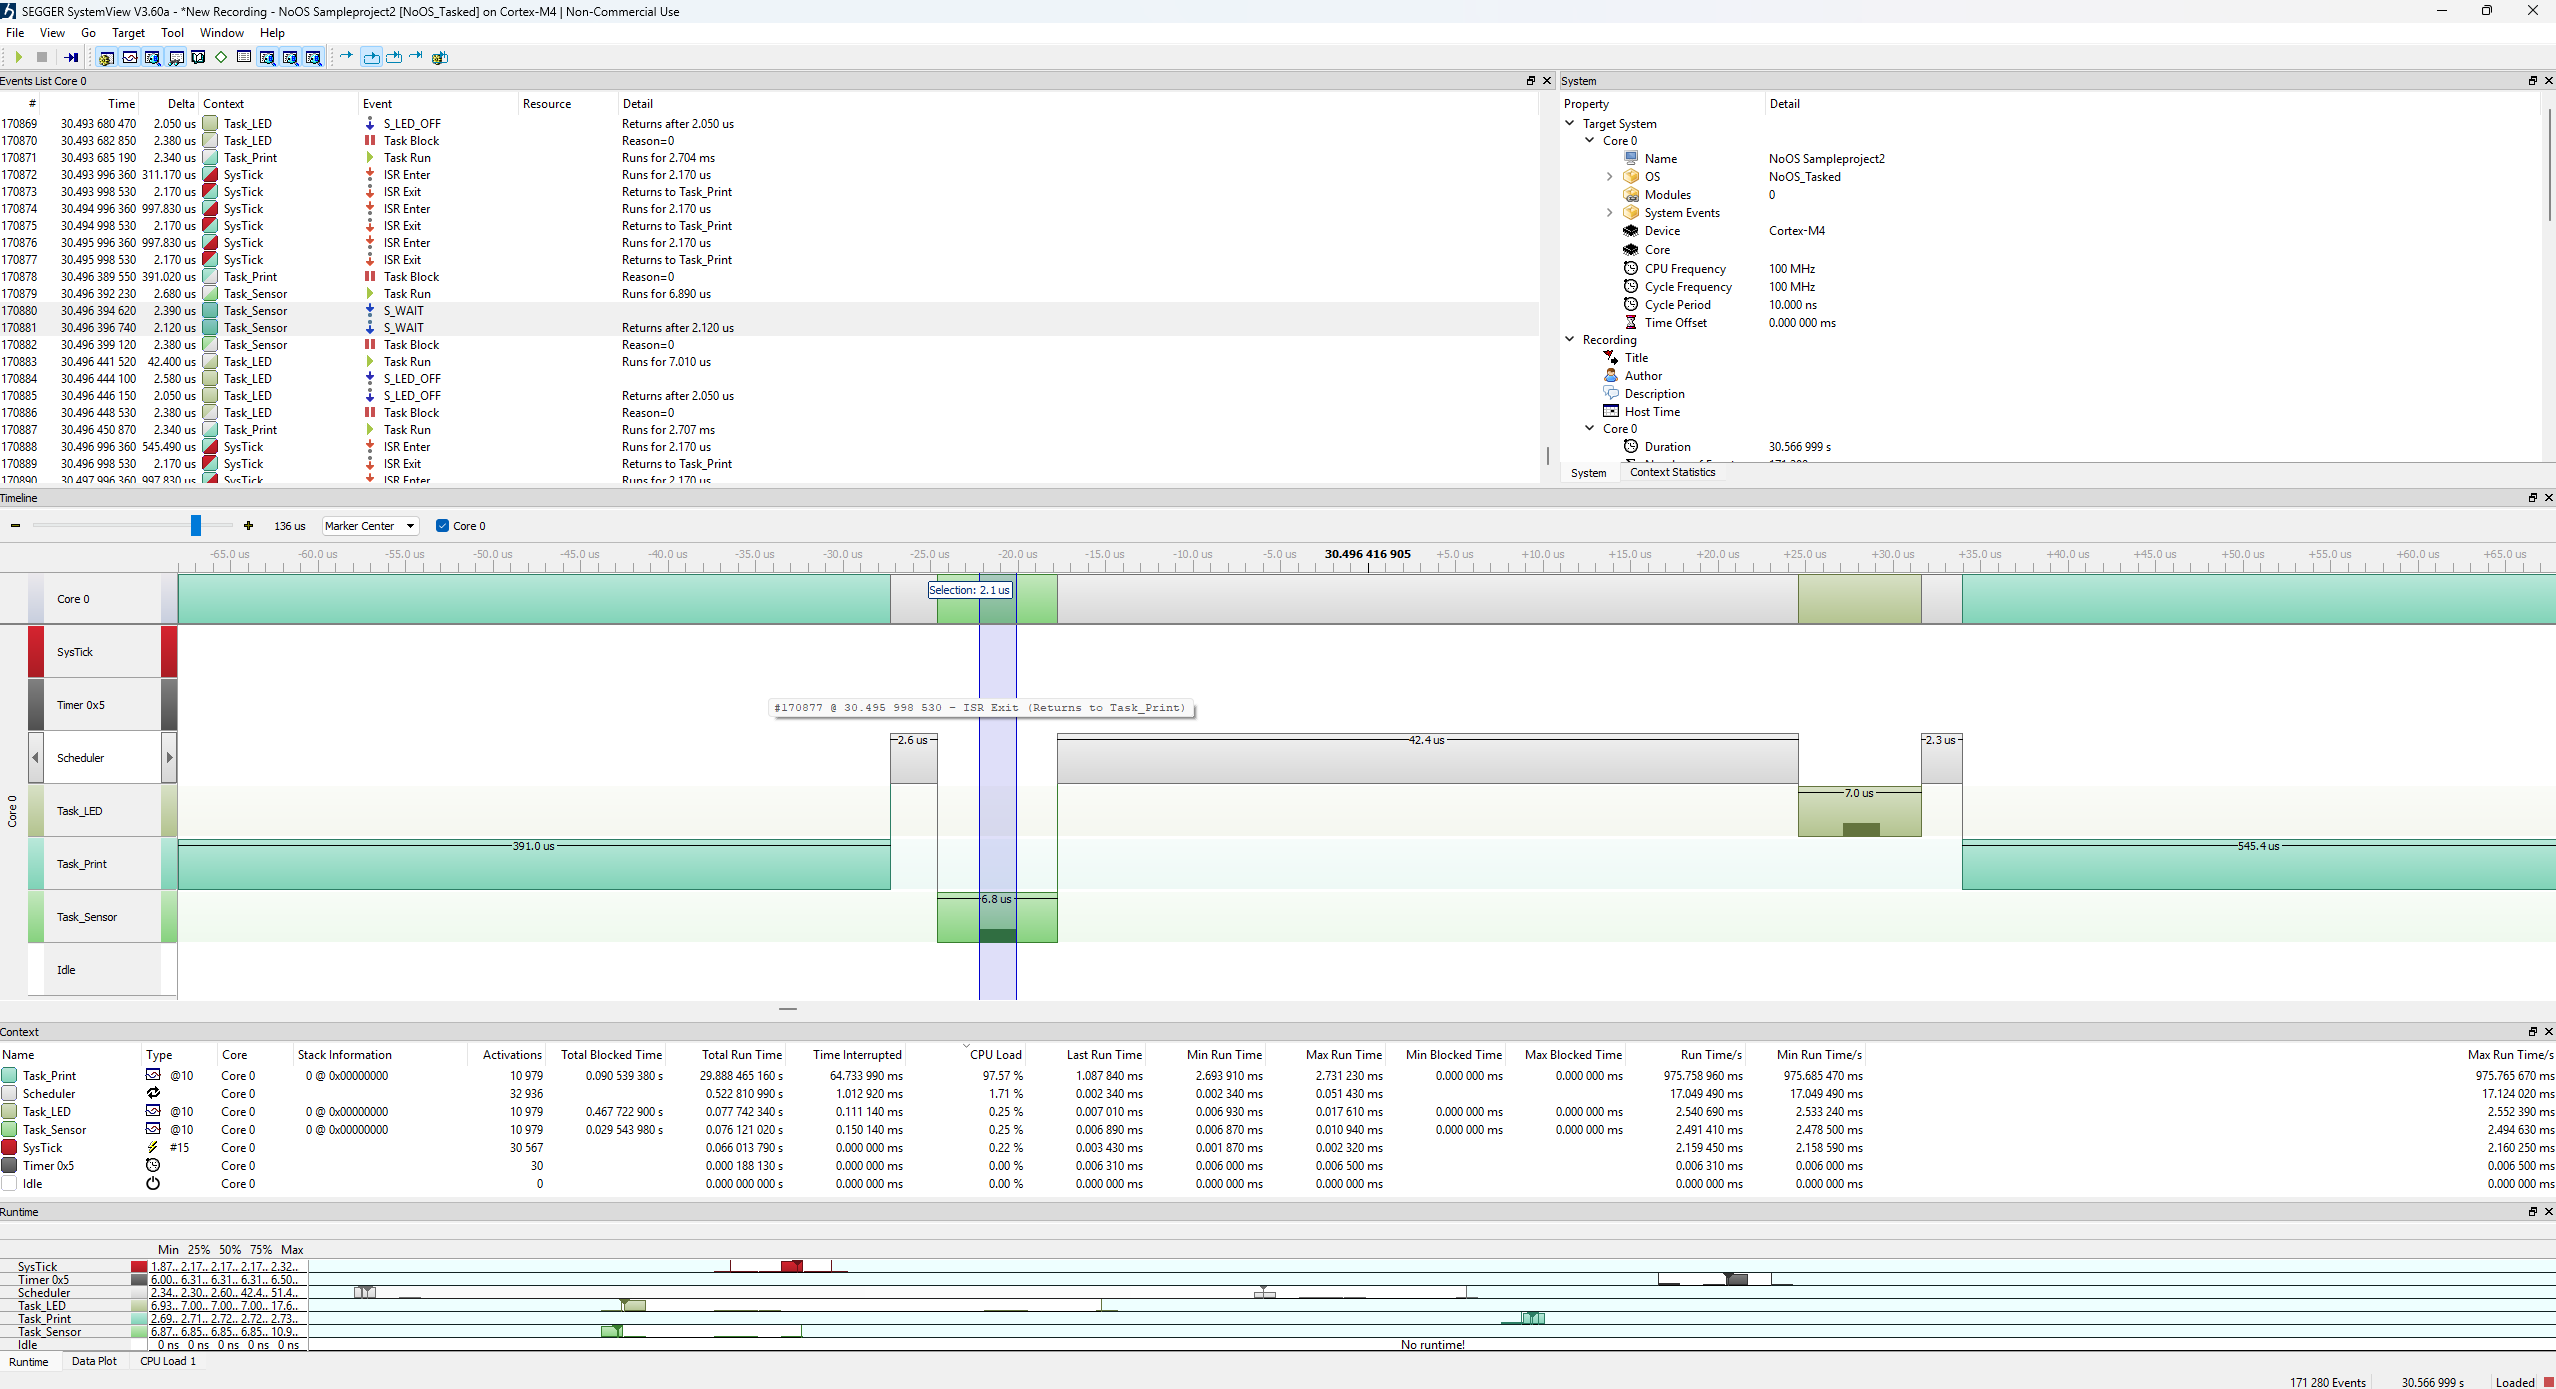 SEGGER SystemView V3.60a - *New Recording - NoOS Sampleproject2 [NoOS_Tasked] on Cortex-M4 | Non-Commercial Use
File View Go Target Tool Window Help
Events List Core 0
# Time Delta Context Event Resource Detail
170869 30.493 680 470 2.050 us Task_LED S_LED_OFF Returns after 2.050 us
170870 30.493 682 850 2.380 us Task_LED Task Block Reason=0
170871 30.493 685 190 2.340 us Task_Print Task Run Runs for 2.704 ms
170872 30.493 996 360 311.170 us SysTick ISR Enter Runs for 2.170 us
170873 30.493 998 530 2.170 us SysTick ISR Exit Returns to Task_Print
170874 30.494 996 360 997.830 us SysTick ISR Enter Runs for 2.170 us
170875 30.494 998 530 2.170 us SysTick ISR Exit Returns to Task_Print
170876 30.495 996 360 997.830 us SysTick ISR Enter Runs for 2.170 us
170877 30.495 998 530 2.170 us SysTick ISR Exit Returns to Task_Print
170878 30.496 389 550 391.020 us Task_Print Task Block Reason=0
170879 30.496 392 230 2.680 us Task_Sensor Task Run Runs for 6.890 us
170880 30.496 394 620 2.390 us Task_Sensor S_WAIT
170881 30.496 396 740 2.120 us Task_Sensor S_WAIT Returns after 2.120 us
170882 30.496 399 120 2.380 us Task_Sensor Task Block Reason=0
170883 30.496 441 520 42.400 us Task_LED Task Run Runs for 7.010 us
170884 30.496 444 100 2.580 us Task_LED S_LED_OFF
170885 30.496 446 150 2.050 us Task_LED S_LED_OFF Returns after 2.050 us
170886 30.496 448 530 2.380 us Task_LED Task Block Reason=0
170887 30.496 450 870 2.340 us Task_Print Task Run Runs for 2.707 ms
170888 30.496 996 360 545.490 us SysTick ISR Enter Runs for 2.170 us
170889 30.496 998 530 2.170 us SysTick ISR Exit Returns to Task_Print
170890 30.497 996 360 997.830 us SysTick ISR Enter Runs for 2.170 us
System
Property Detail
Target System
Core 0
Name NoOS Sampleproject2
OS NoOS_Tasked
Modules 0
System Events
Device Cortex-M4
Core
CPU Frequency 100 MHz
Cycle Frequency 100 MHz
Cycle Period 10.000 ns
Time Offset 0.000 000 ms
Recording
Title
Author
Description
Host Time
Core 0
Duration 30.566 999 s
System Context Statistics
Timeline
136 us Marker Center Core 0
-65.0 us -60.0 us -55.0 us -50.0 us -45.0 us -40.0 us -35.0 us -30.0 us -25.0 us -20.0 us -15.0 us -10.0 us -5.0 us 30.496 416 905 +5.0 us +10.0 us +15.0 us +20.0 us +25.0 us +30.0 us +35.0 us +40.0 us +45.0 us +50.0 us +55.0 us +60.0 us +65.0 us
Core 0 Selection: 2.1 us
Core 0
SysTick
Timer 0x5 #170877 @ 30.495 998 530 - ISR Exit (Returns to Task_Print)
Scheduler 2.6 us 42.4 us 2.3 us
Task_LED 7.0 us
Task_Print 391.0 us 545.4 us
Task_Sensor 6.8 us
Idle
Context
Name Type Core Stack Information Activations Total Blocked Time Total Run Time Time Interrupted CPU Load Last Run Time Min Run Time Max Run Time Min Blocked Time Max Blocked Time Run Time/s Min Run Time/s Max Run Time/s
Task_Print @10 Core 0 0 @ 0x00000000 10 979 0.090 539 380 s 29.888 465 160 s 64.733 990 ms 97.57 % 1.087 840 ms 2.693 910 ms 2.731 230 ms 0.000 000 ms 0.000 000 ms 975.758 960 ms 975.685 470 ms 975.765 670 ms
Scheduler Core 0 32 936 0.522 810 990 s 1.012 920 ms 1.71 % 0.002 340 ms 0.002 340 ms 0.051 430 ms 17.049 490 ms 17.049 490 ms 17.124 020 ms
Task_LED @10 Core 0 0 @ 0x00000000 10 979 0.467 722 900 s 0.077 742 340 s 0.111 140 ms 0.25 % 0.007 010 ms 0.006 930 ms 0.017 610 ms 0.000 000 ms 0.000 000 ms 2.540 690 ms 2.533 240 ms 2.552 390 ms
Task_Sensor @10 Core 0 0 @ 0x00000000 10 979 0.029 543 980 s 0.076 121 020 s 0.150 140 ms 0.25 % 0.006 890 ms 0.006 870 ms 0.010 940 ms 0.000 000 ms 0.000 000 ms 2.491 410 ms 2.478 500 ms 2.494 630 ms
SysTick #15 Core 0 30 567 0.066 013 790 s 0.000 000 ms 0.22 % 0.003 430 ms 0.001 870 ms 0.002 320 ms 2.159 450 ms 2.158 590 ms 2.160 250 ms
Timer 0x5 Core 0 30 0.000 188 130 s 0.000 000 ms 0.00 % 0.006 310 ms 0.006 000 ms 0.006 500 ms 0.006 310 ms 0.006 000 ms 0.006 500 ms
Idle Core 0 0 0.000 000 000 s 0.000 000 ms 0.00 % 0.000 000 ms 0.000 000 ms 0.000 000 ms 0.000 000 ms 0.000 000 ms 0.000 000 ms
Runtime
Min 25% 50% 75% Max
SysTick 1.87.. 2.17.. 2.17.. 2.17.. 2.32..
Timer 0x5 6.00.. 6.31.. 6.31.. 6.31.. 6.50..
Scheduler 2.34.. 2.30.. 2.60.. 42.4.. 51.4..
Task_LED 6.93.. 7.00.. 7.00.. 7.00.. 17.6..
Task_Print 2.69.. 2.71.. 2.72.. 2.72.. 2.73..
Task_Sensor 6.87.. 6.85.. 6.85.. 6.85.. 10.9..
Idle 0 ns 0 ns 0 ns 0 ns 0 ns No runtime!
Runtime Data Plot CPU Load 1
171 280 Events 30.566 999 s Loaded